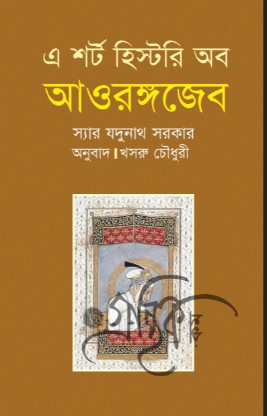 এ শর্ট হিস্টরি অব
আওরঙ্গজেব
স্যার যদুনাথ সরকার
অনুবাদ। খসরু চৌধুরী